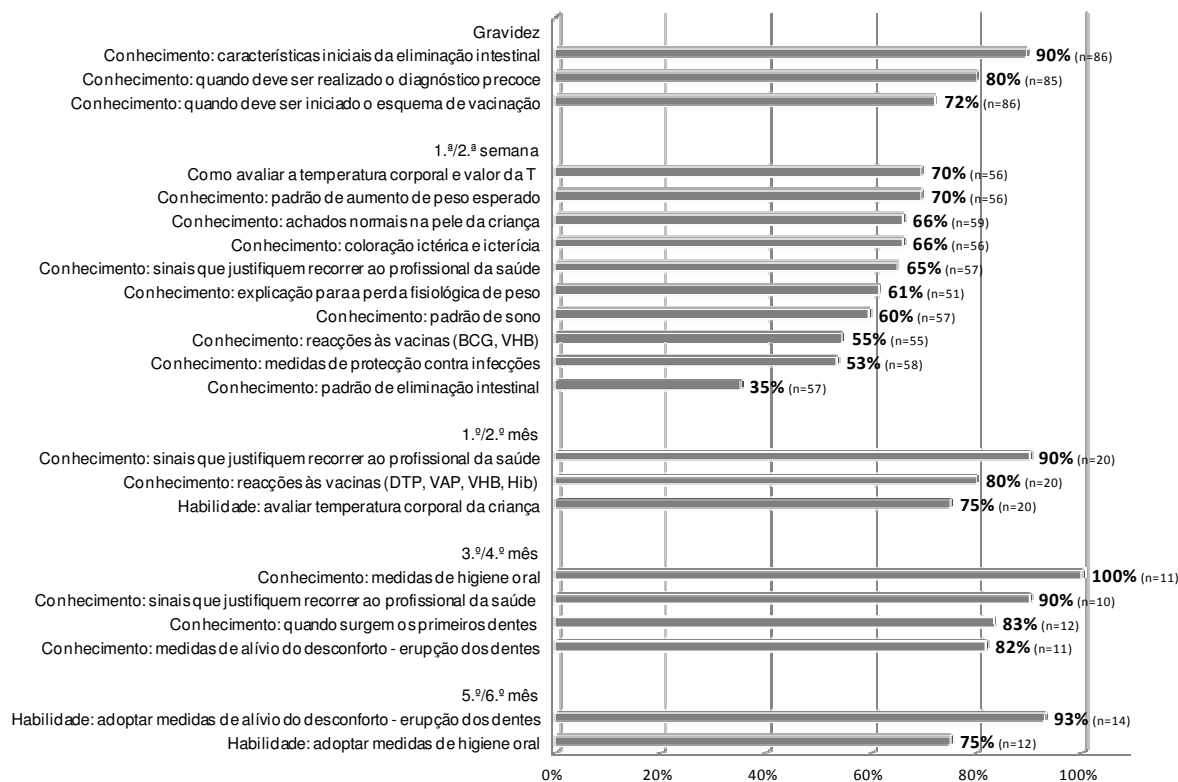 Gravidez
Conhecimento: características iniciais da eliminação intestinal 90% (n=86)
Conhecimento: quando deve ser realizado o diagnóstico precoce 80% (n=85)
Conhecimento: quando deve ser iniciado o esquema de vacinação 72% (n=86)
1.ª/2.ª semana
Como avaliar a temperatura corporal e valor da T 70% (n=56)
Conhecimento: padrão de aumento de peso esperado 70% (n=56)
Conhecimento: achados normais na pele da criança 66% (n=59)
Conhecimento: coloração ictérica e icterícia 66% (n=56)
Conhecimento: sinais que justifiquem recorrer ao profissional da saúde 65% (n=57)
Conhecimento: explicação para a perda fisiológica de peso 61% (n=51)
Conhecimento: padrão de sono 60% (n=57)
Conhecimento: reacções às vacinas (BCG, VHB) 55% (n=55)
Conhecimento: medidas de protecção contra infecções 53% (n=58)
Conhecimento: padrão de eliminação intestinal 35% (n=57)
1.º/2.º mês
Conhecimento: sinais que justifiquem recorrer ao profissional da saúde 90% (n=20)
Conhecimento: reacções às vacinas (DTP, VAP, VHB, Hib) 80% (n=20)
Habilidade: avaliar temperatura corporal da criança 75% (n=20)
3.º/4.º mês
Conhecimento: medidas de higiene oral 100% (n=11)
Conhecimento: sinais que justifiquem recorrer ao profissional da saúde 90% (n=10)
Conhecimento: quando surgem os primeiros dentes 83% (n=12)
Conhecimento: medidas de alívio do desconforto - erupção dos dentes 82% (n=11)
5.º/6.º mês
Habilidade: adoptar medidas de alívio do desconforto - erupção dos dentes 93% (n=14)
Habilidade: adoptar medidas de higiene oral 75% (n=12)
0% 20% 40% 60% 80% 100%